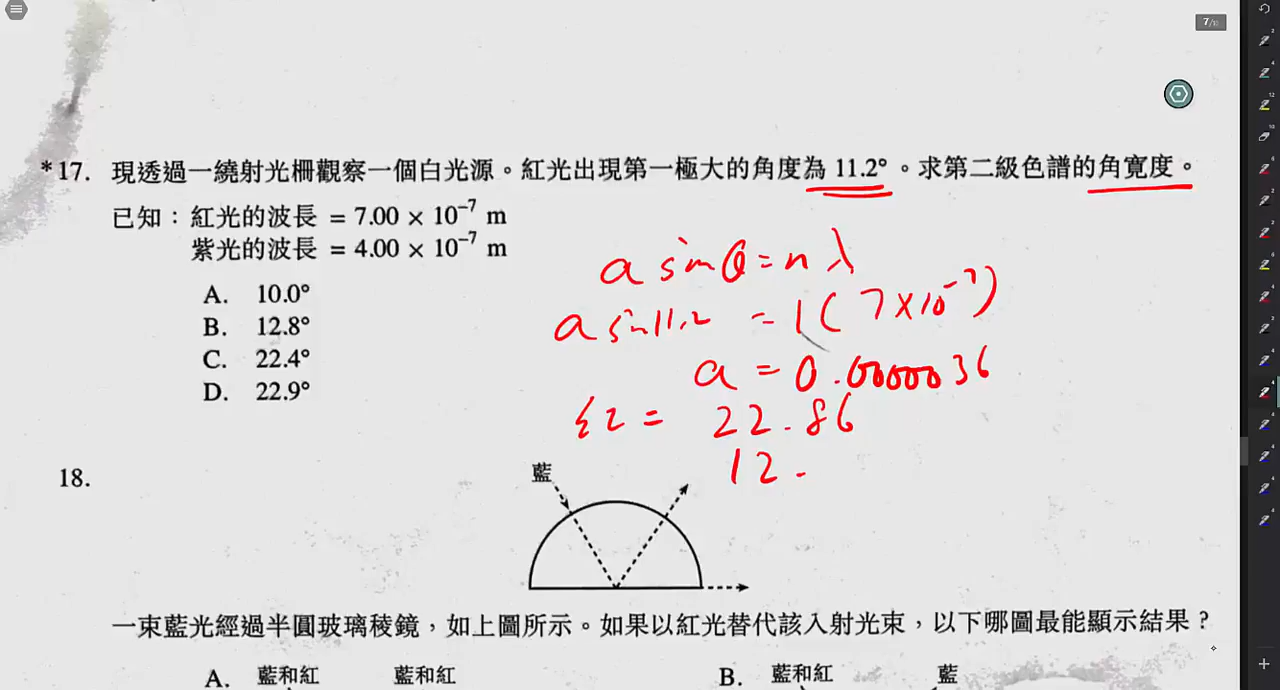 7/13
*17. 現透過一繞射光柵觀察一個白光源。紅光出現第一極大的角度為 11.2°。求第二級色譜的角寬度。
已知：紅光的波長 = 7.00 × 10⁻⁷ m
紫光的波長 = 4.00 × 10⁻⁷ m
A. 10.0°
B. 12.8°
C. 22.4°
D. 22.9°
a sin θ = n λ
a sin 11.2 = 1 ( 7×10⁻⁷)
a = 0.0000036
22.86
12.
18.
藍
一束藍光經過半圓玻璃稜鏡，如上圖所示。如果以紅光替代該入射光束，以下哪圖最能顯示結果？
A. 藍和紅 藍和紅 B. 藍和紅 藍